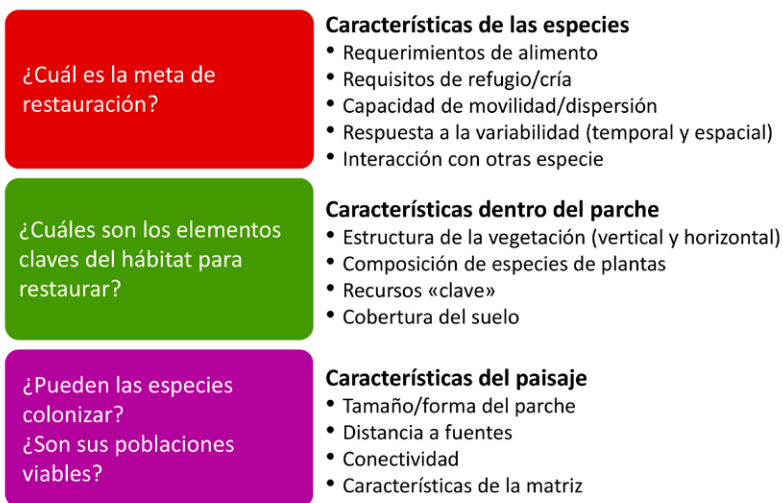 ¿Cuál es la meta de
restauración?
Características de las especies
• Requerimientos de alimento
• Requisitos de refugio/cría
• Capacidad de movilidad/dispersión
• Respuesta a la variabilidad (temporal y espacial)
• Interacción con otras especie
¿Cuáles son los elementos
claves del hábitat para
restaurar?
Características dentro del parche
• Estructura de la vegetación (vertical y horizontal)
• Composición de especies de plantas
• Recursos «clave»
• Cobertura del suelo
¿Pueden las especies
colonizar?
¿Son sus poblaciones
viables?
Características del paisaje
• Tamaño/forma del parche
• Distancia a fuentes
• Conectividad
• Características de la matriz